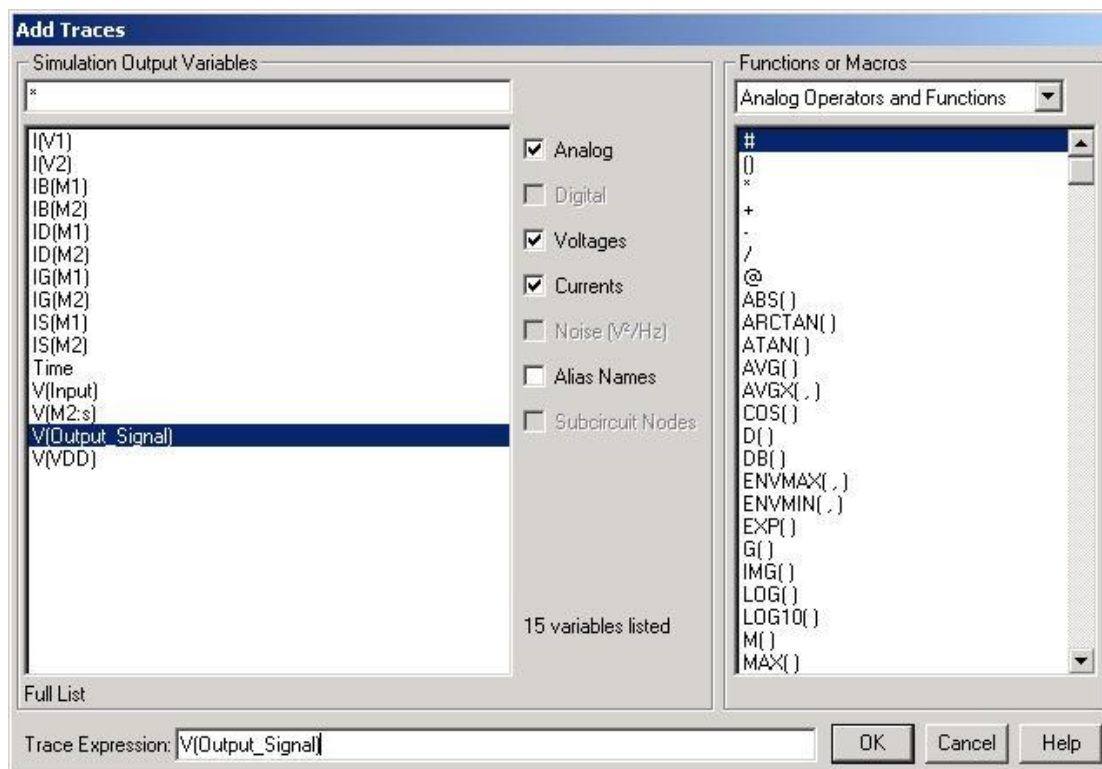 Add Traces
Simulation Output Variables
*
I(V1)
I(V2)
IB(M1)
IB(M2)
ID(M1)
ID(M2)
IG(M1)
IG(M2)
IS(M1)
IS(M2)
Time
V(Input)
V(M2:s)
V(Output_Signal)
V(VDD)
Analog
Digital
Voltages
Currents
Noise (V²/Hz)
Alias Names
Subcircuit Nodes
15 variables listed
Full List
Functions or Macros
Analog Operators and Functions
#
()
*
+
-
/
@
ABS( )
ARCTAN( )
ATAN( )
AVG( )
AVGX( , )
COS( )
D( )
DB( )
ENVMAX( , )
ENVMIN( , )
EXP( )
G( )
IMG( )
LOG( )
LOG10( )
M( )
MAX( )
Trace Expression: V(Output_Signal)
OK Cancel Help